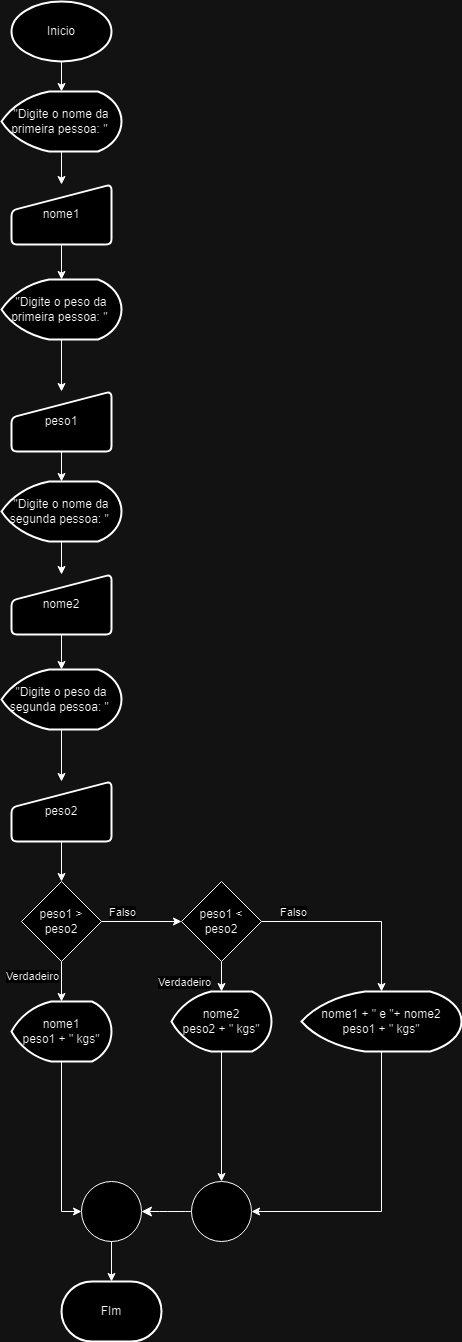 Inicio
"Digite o nome da
primeira pessoa: "
nome1
"Digite o peso da
primeira pessoa: "
peso1
"Digite o nome da
segunda pessoa: "
nome2
"Digite o peso da
segunda pessoa: "
peso2
peso1 >
peso2
Falso
peso1 <
peso2
Falso
Verdadeiro
Verdadeiro
nome1
peso1 + " kgs"
nome2
peso2 + " kgs"
nome1 + " e "+ nome2
peso1 + " kgs"
FIm